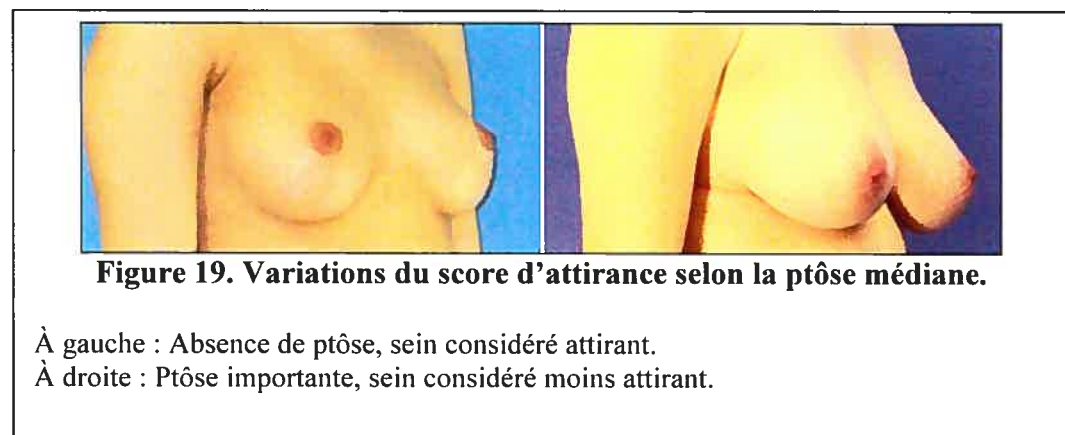 Figure 19. Variations du score d'attirance selon la ptôse médiane.
À gauche : Absence de ptôse, sein considéré attirant.
À droite : Ptôse importante, sein considéré moins attirant.